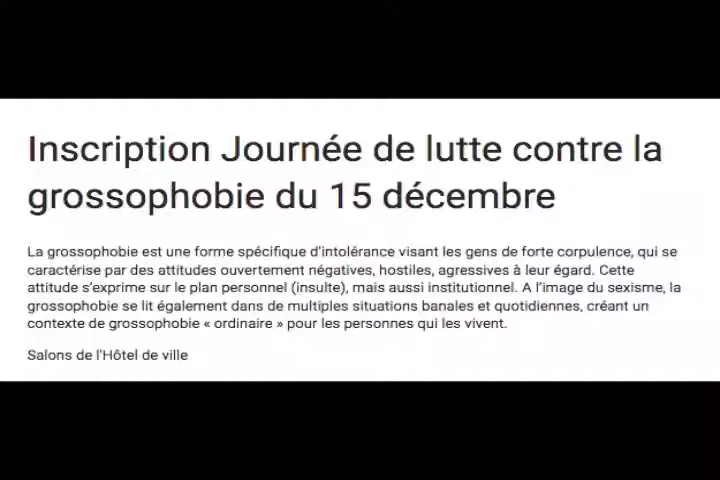 Inscription Journée de lutte contre la
grossophobie du 15 décembre
La grossophobie est une forme spécifique d'intolérance visant les gens de forte corpulence, qui se
caractérise par des attitudes ouvertement négatives, hostiles, agressives à leur égard. Cette
attitude s'exprime sur le plan personnel (insulte), mais aussi institutionnel. A l'image du sexisme, la
grossophobie se lit également dans de multiples situations banales et quotidiennes, créant un
contexte de grossophobie « ordinaire » pour les personnes qui les vivent.
Salons de l'Hôtel de ville